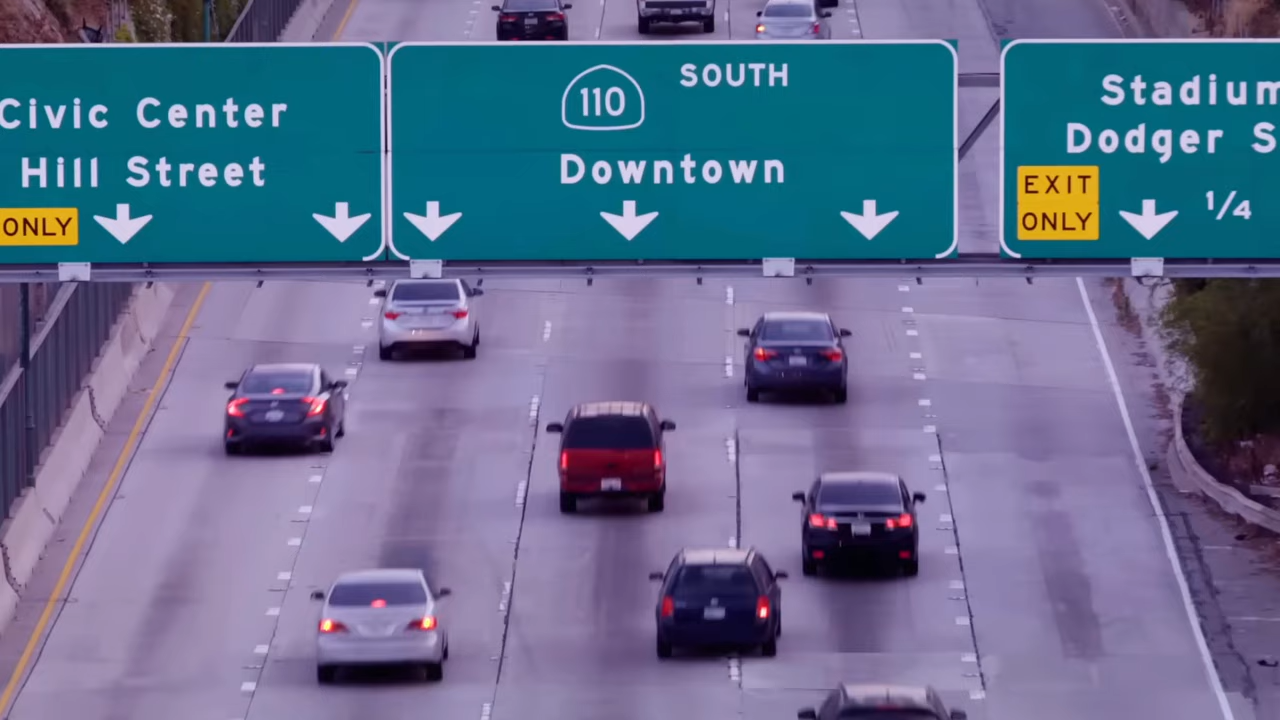 Civic Center
Hill Street
ONLY
110 SOUTH
Downtown
Stadium
Dodger S
EXIT
ONLY
1/4